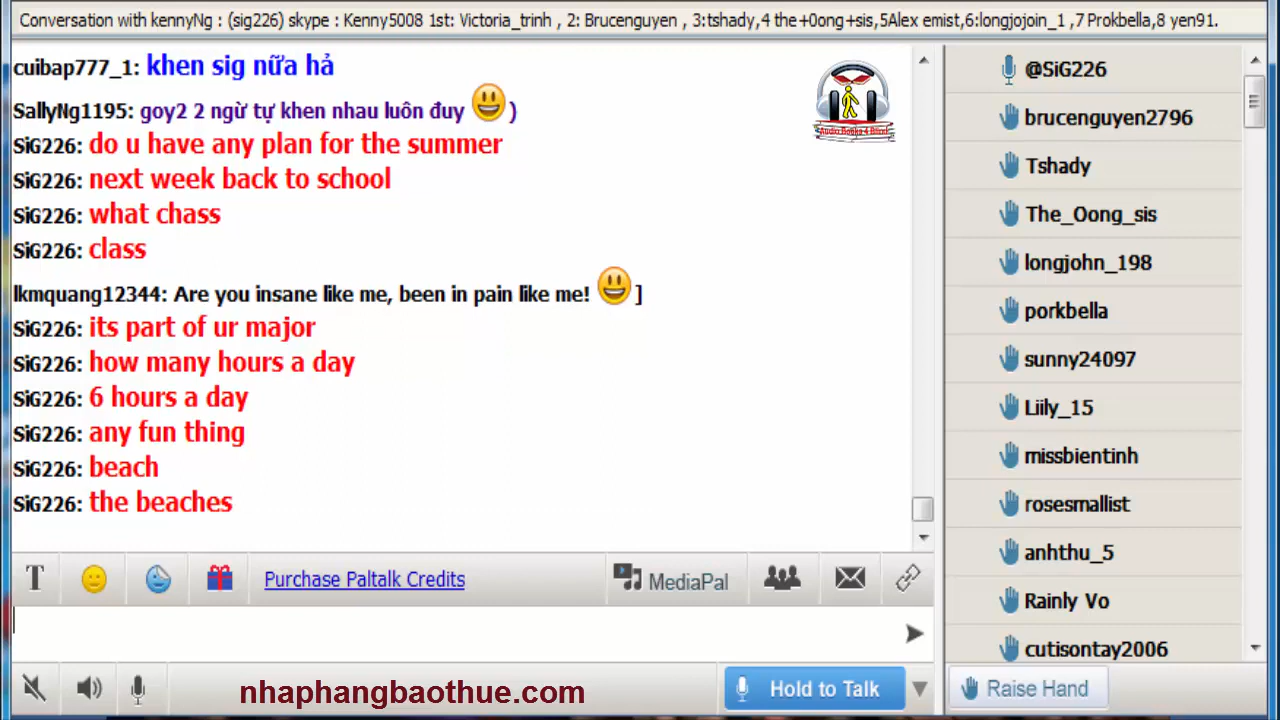 Conversation with kennyNg : (sig226) skype : Kenny5008 1st: Victoria_trinh , 2: Brucenguyen , 3:tshady,4 the+0ong+sis,5Alex emist,6:longjojoin_1 ,7 Prokbella,8 yen91.
cuibap777_1: khen sig nữa hả
SallyNg1195: goy2 2 ngừ tự khen nhau luôn đuy )
SiG226: do u have any plan for the summer
SiG226: next week back to school
SiG226: what chass
SiG226: class
lkmquang12344: Are you insane like me, been in pain like me! ]
SiG226: its part of ur major
SiG226: how many hours a day
SiG226: 6 hours a day
SiG226: any fun thing
SiG226: beach
SiG226: the beaches
Audio Books 4 Blind
@SiG226
brucenguyen2796
Tshady
The_Oong_sis
longjohn_198
porkbella
sunny24097
Liily_15
missbientinh
rosesmallist
anhthu_5
Rainly Vo
cutisontay2006
T
Purchase Paltalk Credits
MediaPal
nhaphangbaothue.com
Hold to Talk
Raise Hand